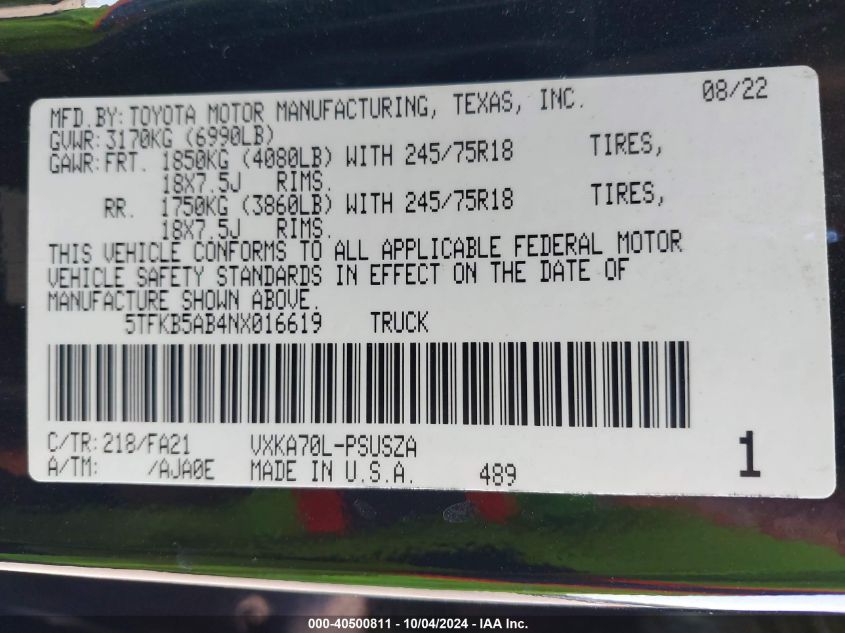 MFD.BY: TOYOTA MOTOR MANUFACTURING, TEXAS, INC. 08/22
GVWR: 3170KG (6990LB)
GAWR: FRT. 1850KG (4080LB) WITH 245/75R18 TIRES,
18X7.5J RIMS.
RR. 1750KG (3860LB) WITH 245/75R18 TIRES,
18X7.5J RIMS.
THIS VEHICLE CONFORMS TO ALL APPLICABLE FEDERAL MOTOR
VEHICLE SAFETY STANDARDS IN EFFECT ON THE DATE OF
MANUFACTURE SHOWN ABOVE.
5TFKB5AB4NX016619 TRUCK
C/TR: 218/FA21 VXKA70L-PSUSZA 1
A/TM: /AJA0E MADE IN U.S.A. 489
000-40500811 - 10/04/2024 - IAA Inc.